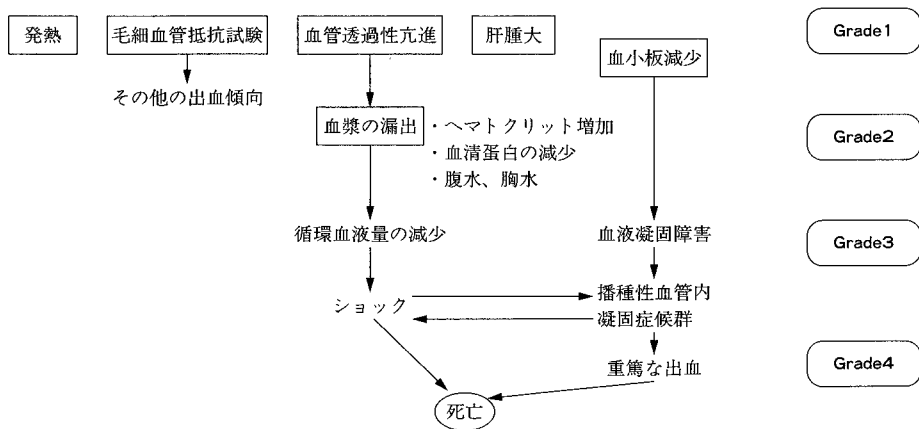 発熱
毛細血管抵抗試験
血管透過性亢進
肝腫大
血小板減少
Grade1
その他の出血傾向
血漿の漏出
・ヘマトクリット増加
・血清蛋白の減少
・腹水、胸水
Grade2
循環血液量の減少
血液凝固障害
Grade3
ショック
播種性血管内
凝固症候群
重篤な出血
Grade4
死亡